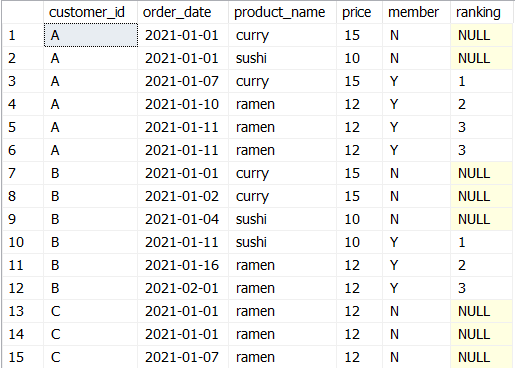 customer_id order_date product_name price member ranking
1 A 2021-01-01 curry 15 N NULL
2 A 2021-01-01 sushi 10 N NULL
3 A 2021-01-07 curry 15 Y 1
4 A 2021-01-10 ramen 12 Y 2
5 A 2021-01-11 ramen 12 Y 3
6 A 2021-01-11 ramen 12 Y 3
7 B 2021-01-01 curry 15 N NULL
8 B 2021-01-02 curry 15 N NULL
9 B 2021-01-04 sushi 10 N NULL
10 B 2021-01-11 sushi 10 Y 1
11 B 2021-01-16 ramen 12 Y 2
12 B 2021-02-01 ramen 12 Y 3
13 C 2021-01-01 ramen 12 N NULL
14 C 2021-01-01 ramen 12 N NULL
15 C 2021-01-07 ramen 12 N NULL